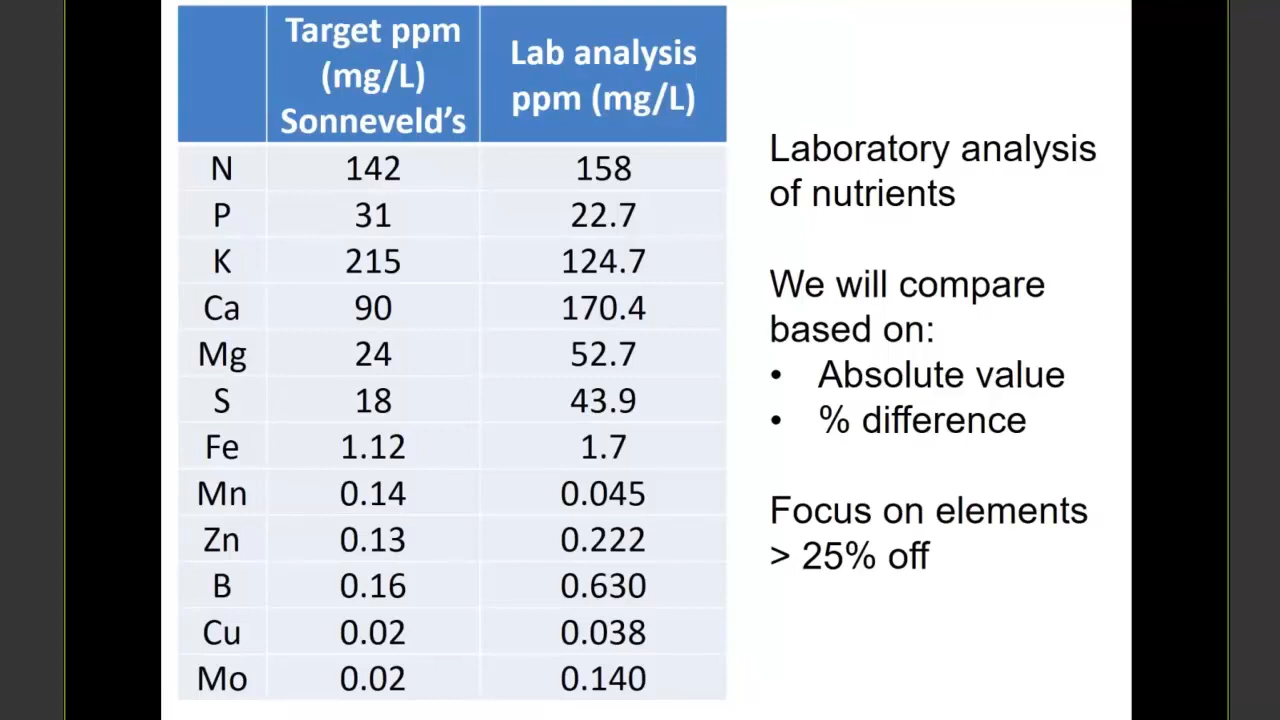 Target ppm
(mg/L)
Sonneveld’s
Lab analysis
ppm (mg/L)
N 142 158
P 31 22.7
K 215 124.7
Ca 90 170.4
Mg 24 52.7
S 18 43.9
Fe 1.12 1.7
Mn 0.14 0.045
Zn 0.13 0.222
B 0.16 0.630
Cu 0.02 0.038
Mo 0.02 0.140
Laboratory analysis
of nutrients
We will compare
based on:
• Absolute value
• % difference
Focus on elements
> 25% off